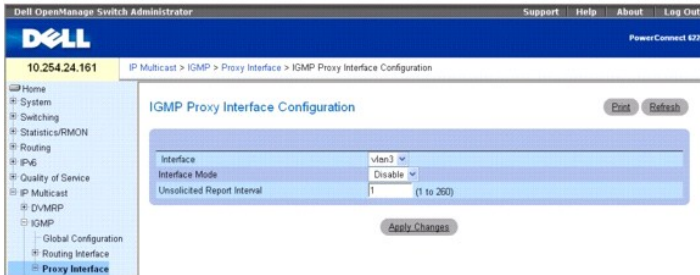 Dell OpenManage Switch Administrator
Support Help About Log Out
DELL
PowerConnect 622
10.254.24.161
IP Multicast > IGMP > Proxy Interface > IGMP Proxy Interface Configuration
Home
System
Switching
Statistics/RMON
Routing
IPv6
Quality of Service
IP Multicast
DVMRP
IGMP
Global Configuration
Routing Interface
Proxy Interface
IGMP Proxy Interface Configuration
Print Refresh
Interface vlan3
Interface Mode Disable
Unsolicited Report Interval 1 (1 to 260)
Apply Changes